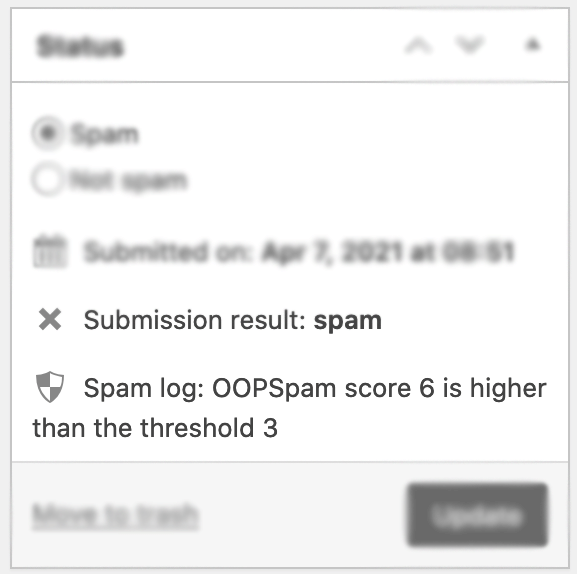 Status
Spam
Not spam
Submitted on: Apr 7, 2021 at 08:51
Submission result: spam
Spam log: OOPSpam score 6 is higher
than the threshold 3
Move to trash
Update